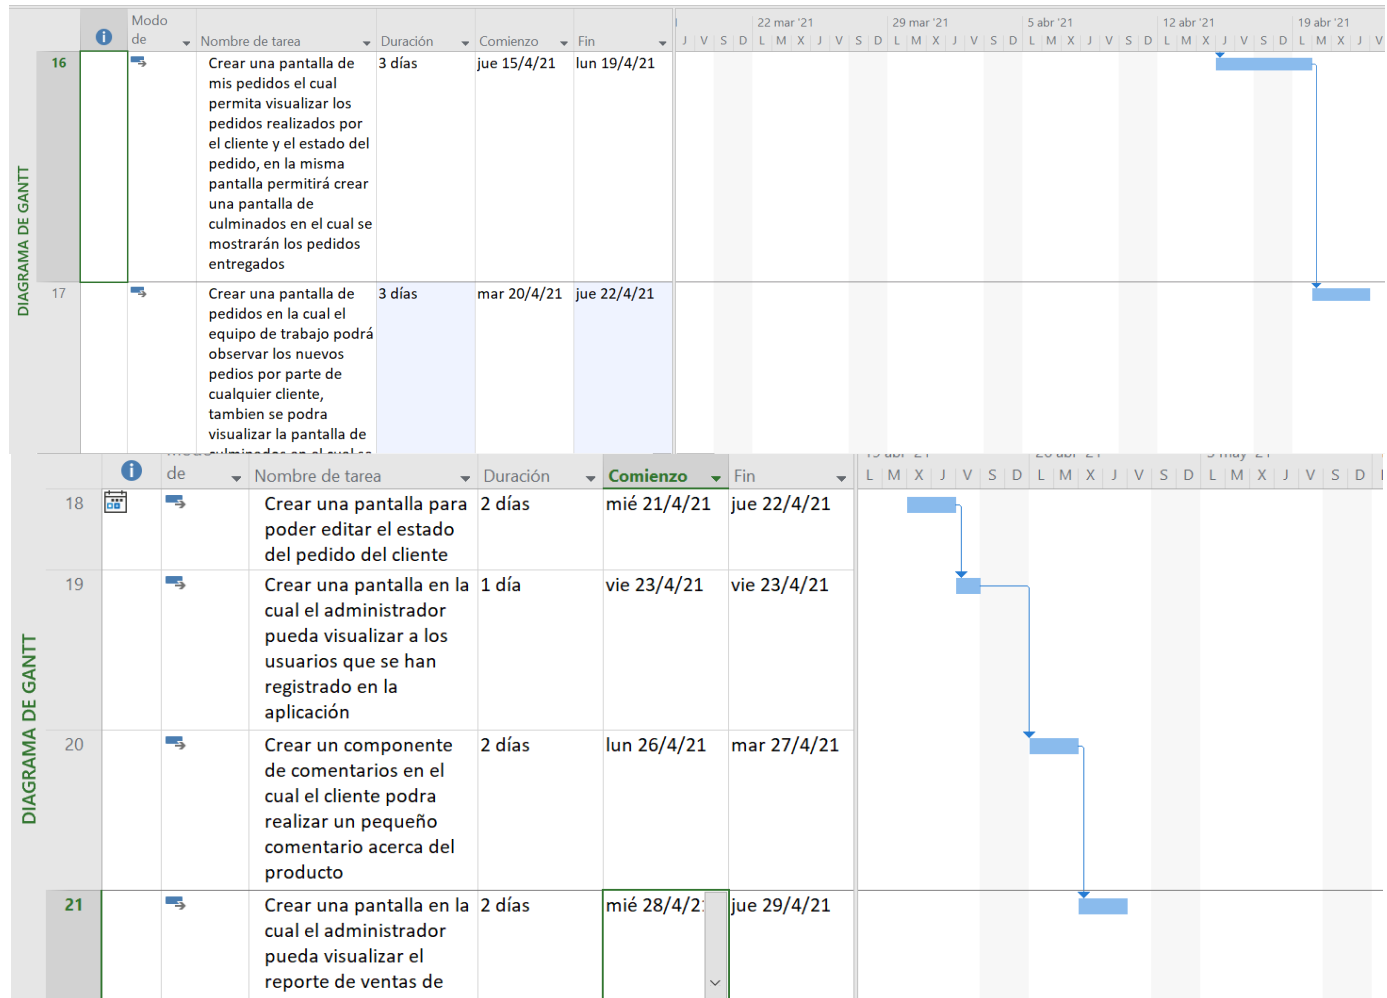 Modo
de
Nombre de tarea Duración Comienzo Fin
22 mar '21 29 mar '21 5 abr '21 12 abr '21 19 abr '21
J V S D L M X J V S D L M X J V S D L M X J V S D L M X J V S D L M X J V
DIAGRAMA DE GANTT
16 Crear una pantalla de 3 días jue 15/4/21 lun 19/4/21
mis pedidos el cual
permita visualizar los
pedidos realizados por
el cliente y el estado del
pedido, en la misma
pantalla permitirá crear
una pantalla de
culminados en el cual se
mostrarán los pedidos
entregados
17 Crear una pantalla de 3 días mar 20/4/21 jue 22/4/21
pedidos en la cual el
equipo de trabajo podrá
observar los nuevos
pedios por parte de
cualquier cliente,
tambien se podra
visualizar la pantalla de
culminados en el cual se
de Nombre de tarea Duración Comienzo Fin
L M X J V S D L M X J V S D L M X J V S D
DIAGRAMA DE GANTT
18 Crear una pantalla para 2 días mié 21/4/21 jue 22/4/21
poder editar el estado
del pedido del cliente
19 Crear una pantalla en la 1 día vie 23/4/21 vie 23/4/21
cual el administrador
pueda visualizar a los
usuarios que se han
registrado en la
aplicación
20 Crear un componente 2 días lun 26/4/21 mar 27/4/21
de comentarios en el
cual el cliente podra
realizar un pequeño
comentario acerca del
producto
21 Crear una pantalla en la 2 días mié 28/4/2 jue 29/4/21
cual el administrador
pueda visualizar el
reporte de ventas de